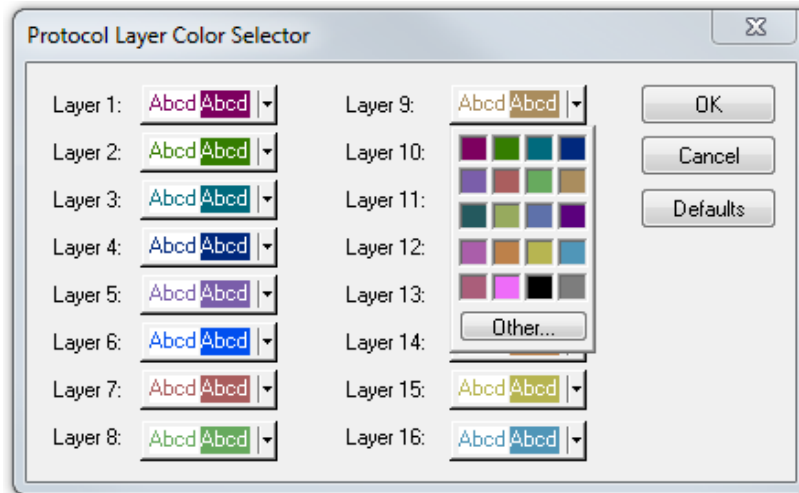 Protocol Layer Color Selector
Layer 1: Abcd Abcd
Layer 2: Abcd Abcd
Layer 3: Abcd Abcd
Layer 4: Abcd Abcd
Layer 5: Abcd Abcd
Layer 6: Abcd Abcd
Layer 7: Abcd Abcd
Layer 8: Abcd Abcd
Layer 9: Abcd Abcd
Layer 10:
Layer 11:
Layer 12:
Layer 13:
Layer 14:
Layer 15: Abcd Abcd
Layer 16: Abcd Abcd
Other...
OK
Cancel
Defaults